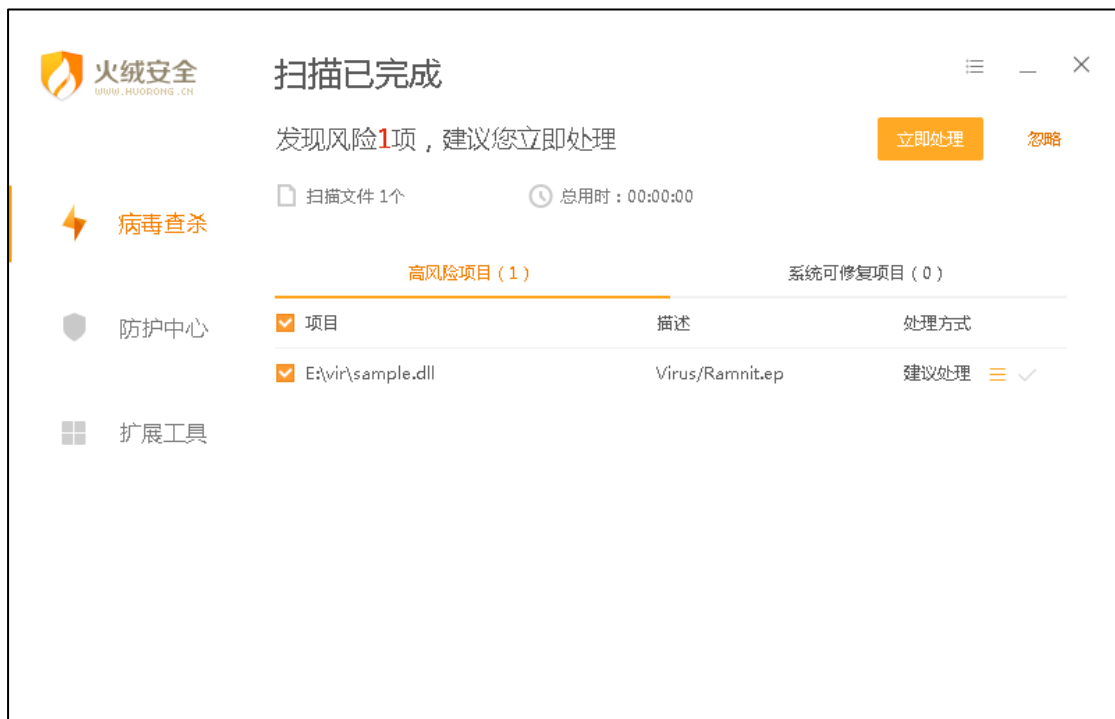 火绒安全
WWW.HUORONG.CN
扫描已完成
发现风险1项，建议您立即处理
立即处理
忽略
扫描文件 1个
总用时：00:00:00
病毒查杀
防护中心
扩展工具
高风险项目（1）
系统可修复项目（0）
项目 描述 处理方式
E:\vir\sample.dll Virus/Ramnit.ep 建议处理